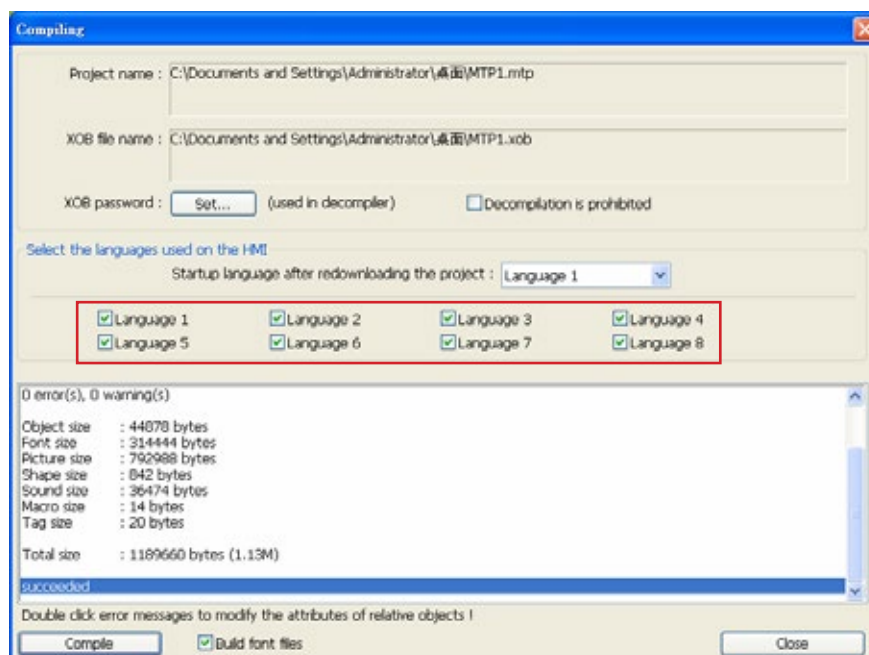 Compiling
Project name : C:\Documents and Settings\Administrator\桌面\MTP1.mtp
XOB file name : C:\Documents and Settings\Administrator\桌面\MTP1.xob
XOB password : Set... (used in decompiler) Decompilation is prohibited
Select the languages used on the HMI
Startup language after redownloading the project : Language 1
Language 1 Language 2 Language 3 Language 4
Language 5 Language 6 Language 7 Language 8
0 error(s), 0 warning(s)
Object size : 44878 bytes
Font size : 314444 bytes
Picture size : 792988 bytes
Shape size : 842 bytes
Sound size : 36474 bytes
Macro size : 14 bytes
Tag size : 20 bytes
Total size : 1189660 bytes (1.13M)
succeeded
Double click error messages to modify the attributes of relative objects !
Compile Build font files Close